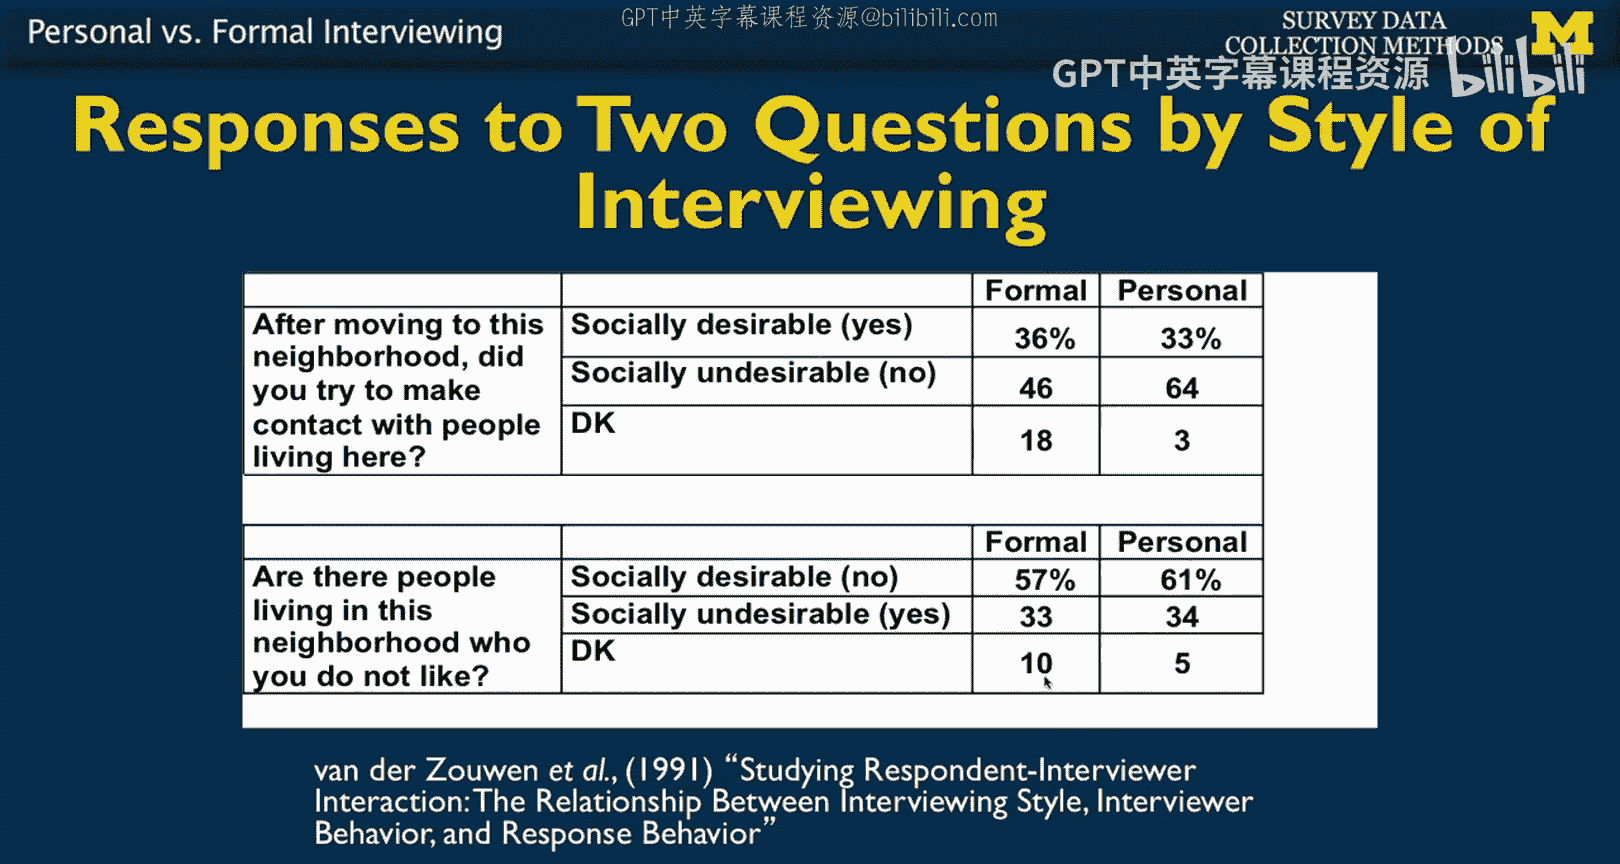 Personal vs. Formal Interviewing
GPT中英字幕课程资源@bilibili.com
SURVEY DATA
COLLECTION METHODS
M
GPT中英字幕课程资源 bilibili
Responses to Two Questions by Style of
Interviewing
Formal Personal
After moving to this
neighborhood, did
you try to make
contact with people
living here?
Socially desirable (yes) 36% 33%
Socially undesirable (no) 46 64
DK 18 3
Formal Personal
Are there people
living in this
neighborhood who
you do not like?
Socially desirable (no) 57% 61%
Socially undesirable (yes) 33 34
DK 10 5
van der Zouwen et al., (1991) “Studying Respondent-Interviewer
Interaction: The Relationship Between Interviewing Style, Interviewer
Behavior, and Response Behavior”